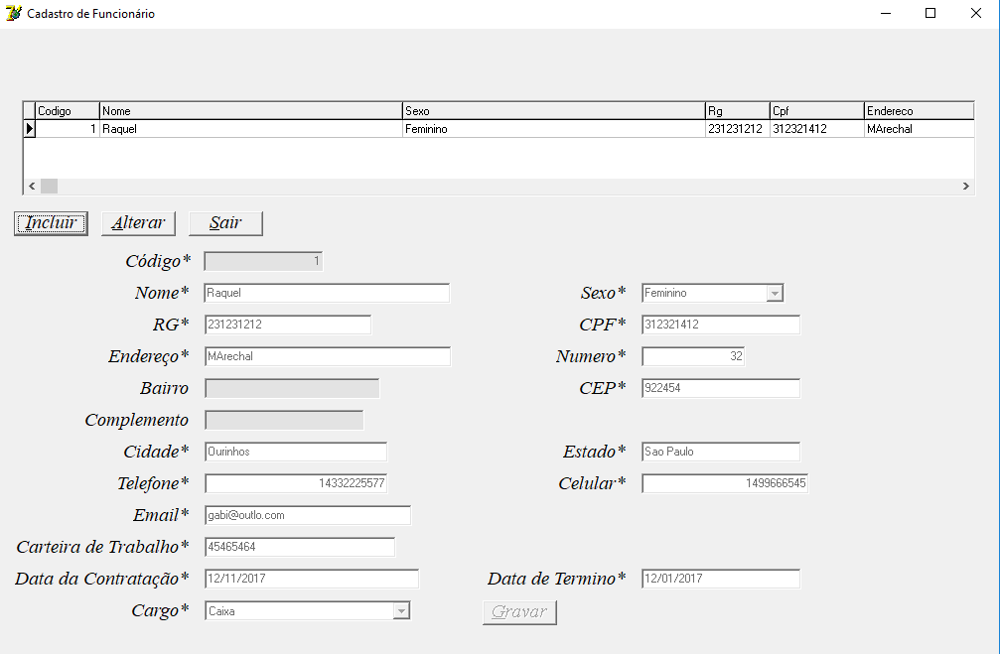 Cadastro de Funcionário
Codigo Nome Sexo Rg Cpf Endereco
1 Raquel Feminino 231231212 312321412 MArechal
Incluir Alterar Sair
Código* 1
Nome* Raquel Sexo* Feminino
RG* 231231212 CPF* 312321412
Endereço* MArechal Numero* 32
Bairro CEP* 922454
Complemento
Cidade* Ourinhos Estado* Sao Paulo
Telefone* 14332225577 Celular* 1499666545
Email* gabi@outlo.com
Carteira de Trabalho* 45465464
Data da Contratação* 12/11/2017 Data de Termino* 12/01/2017
Cargo* Caixa Gravar